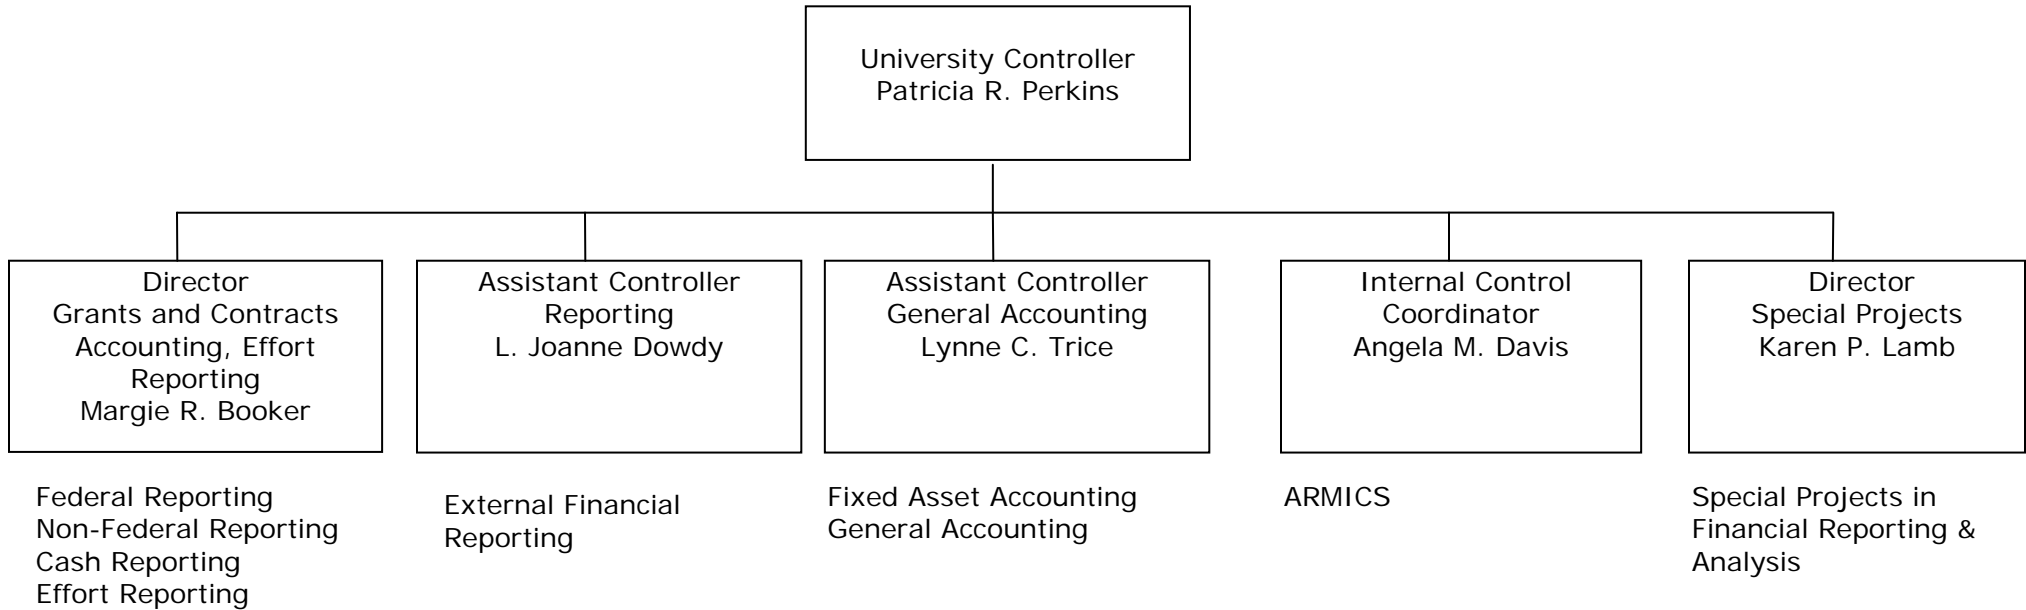 University Controller
Patricia R. Perkins
Director
Grants and Contracts
Accounting, Effort
Reporting
Margie R. Booker
Assistant Controller
Reporting
L. Joanne Dowdy
Assistant Controller
General Accounting
Lynne C. Trice
Internal Control
Coordinator
Angela M. Davis
Director
Special Projects
Karen P. Lamb
Federal Reporting
Non-Federal Reporting
Cash Reporting
Effort Reporting
External Financial
Reporting
Fixed Asset Accounting
General Accounting
ARMICS
Special Projects in
Financial Reporting &
Analysis